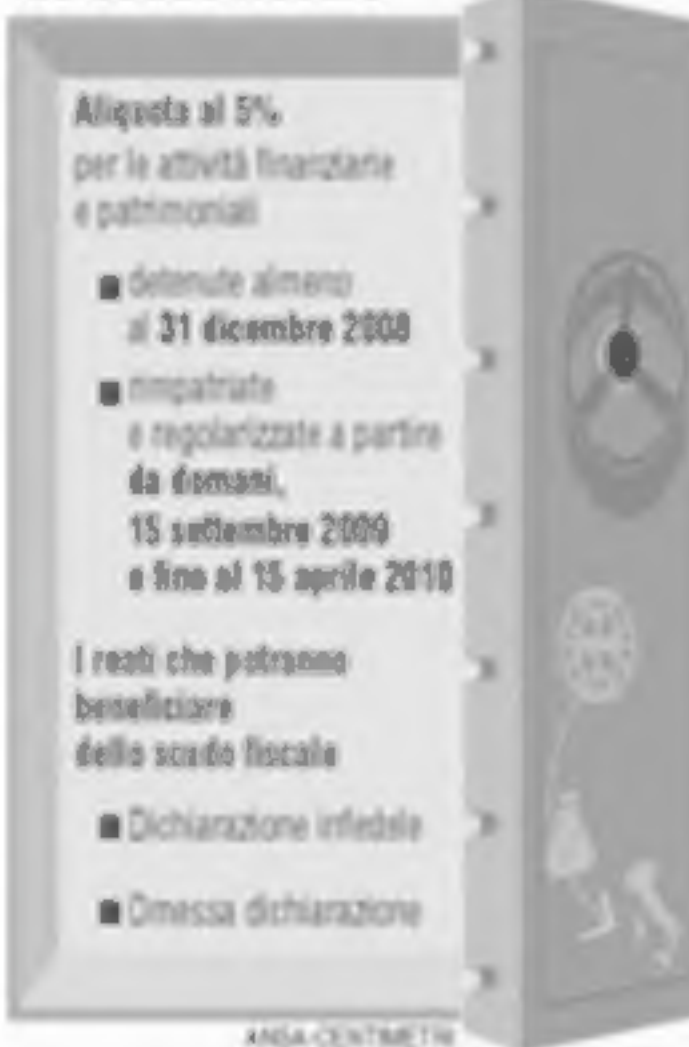 Aliquota al 5%
per le attività finanziarie
e patrimoniali
detenute almeno
al 31 dicembre 2008
rimpatriate
e regolarizzate a partire
da domani,
15 settembre 2009
e fino al 15 aprile 2010
I reati che potranno
beneficiare
dello scudo fiscale
Dichiarazione infedele
Omessa dichiarazione
ANSA-CENTIMETRI